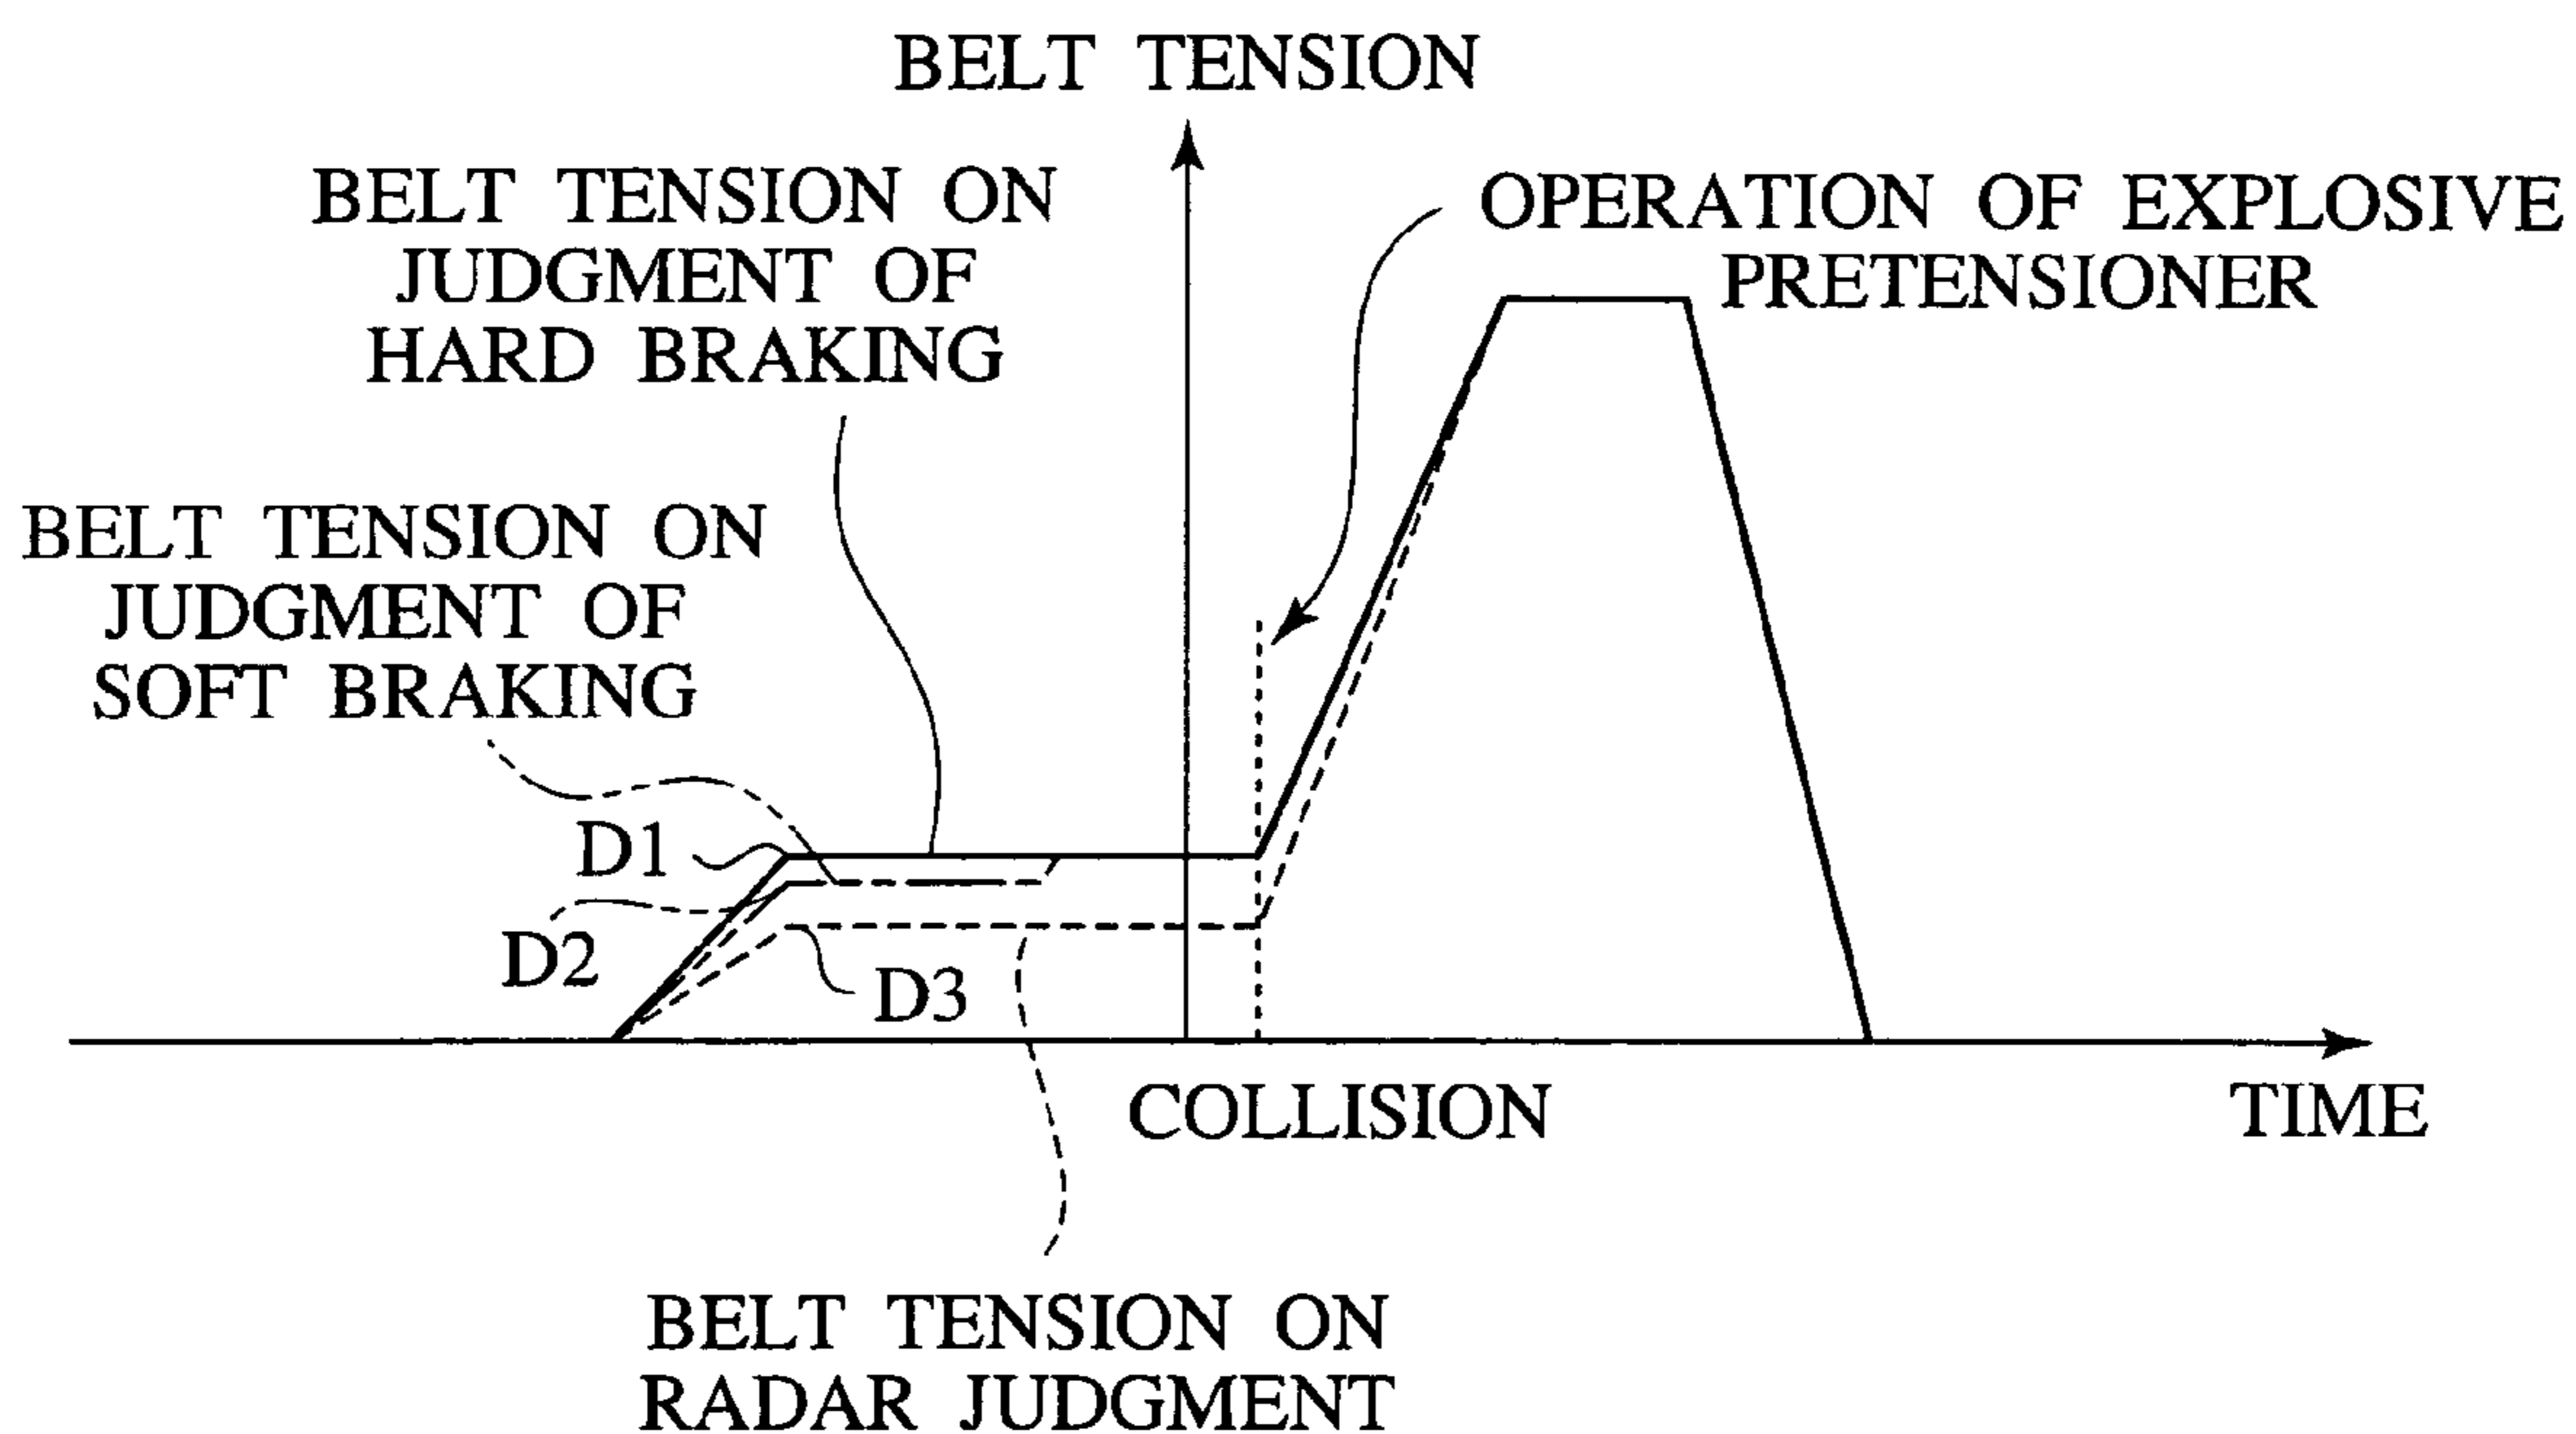 BELT TENSION
BELT TENSION ON
JUDGMENT OF
HARD BRAKING
OPERATION OF EXPLOSIVE
PRETENSIONER
BELT TENSION ON
JUDGMENT OF
SOFT BRAKING
D1
D2
D3
COLLISION
TIME
BELT TENSION ON
RADAR JUDGMENT